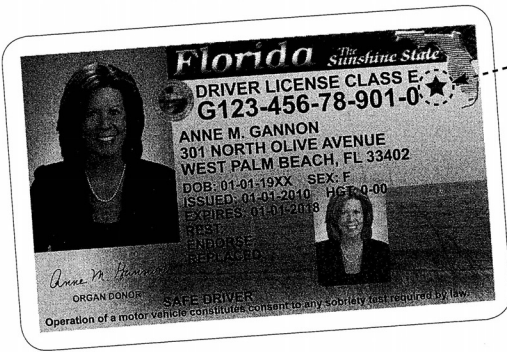 Florida The Sunshine State
DRIVER LICENSE CLASS E
G123-456-78-901-0
ANNE M. GANNON
301 NORTH OLIVE AVENUE
WEST PALM BEACH, FL 33402
DOB: 01-01-19XX SEX: F
ISSUED: 01-01-2010 HGT: 0-00
EXPIRES: 01-01-2018
REST
ENDORSE
REPLACED
Anne M Gannon
ORGAN DONOR SAFE DRIVER
Operation of a motor vehicle constitutes consent to any sobriety test required by law.